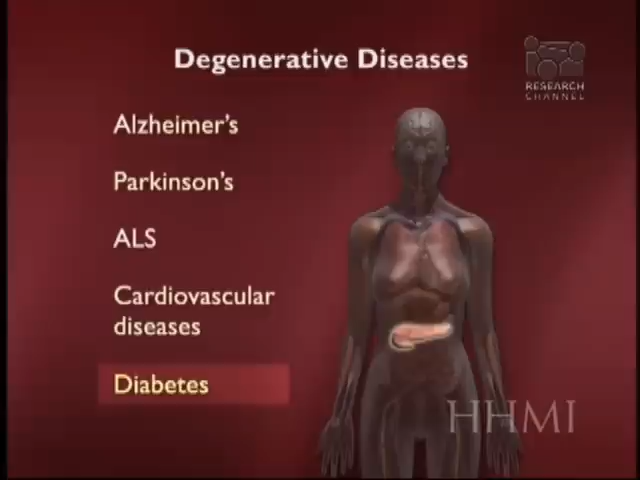 Degenerative Diseases
RESEARCH
CHANNEL
Alzheimer's
Parkinson's
ALS
Cardiovascular
diseases
Diabetes
HHMI